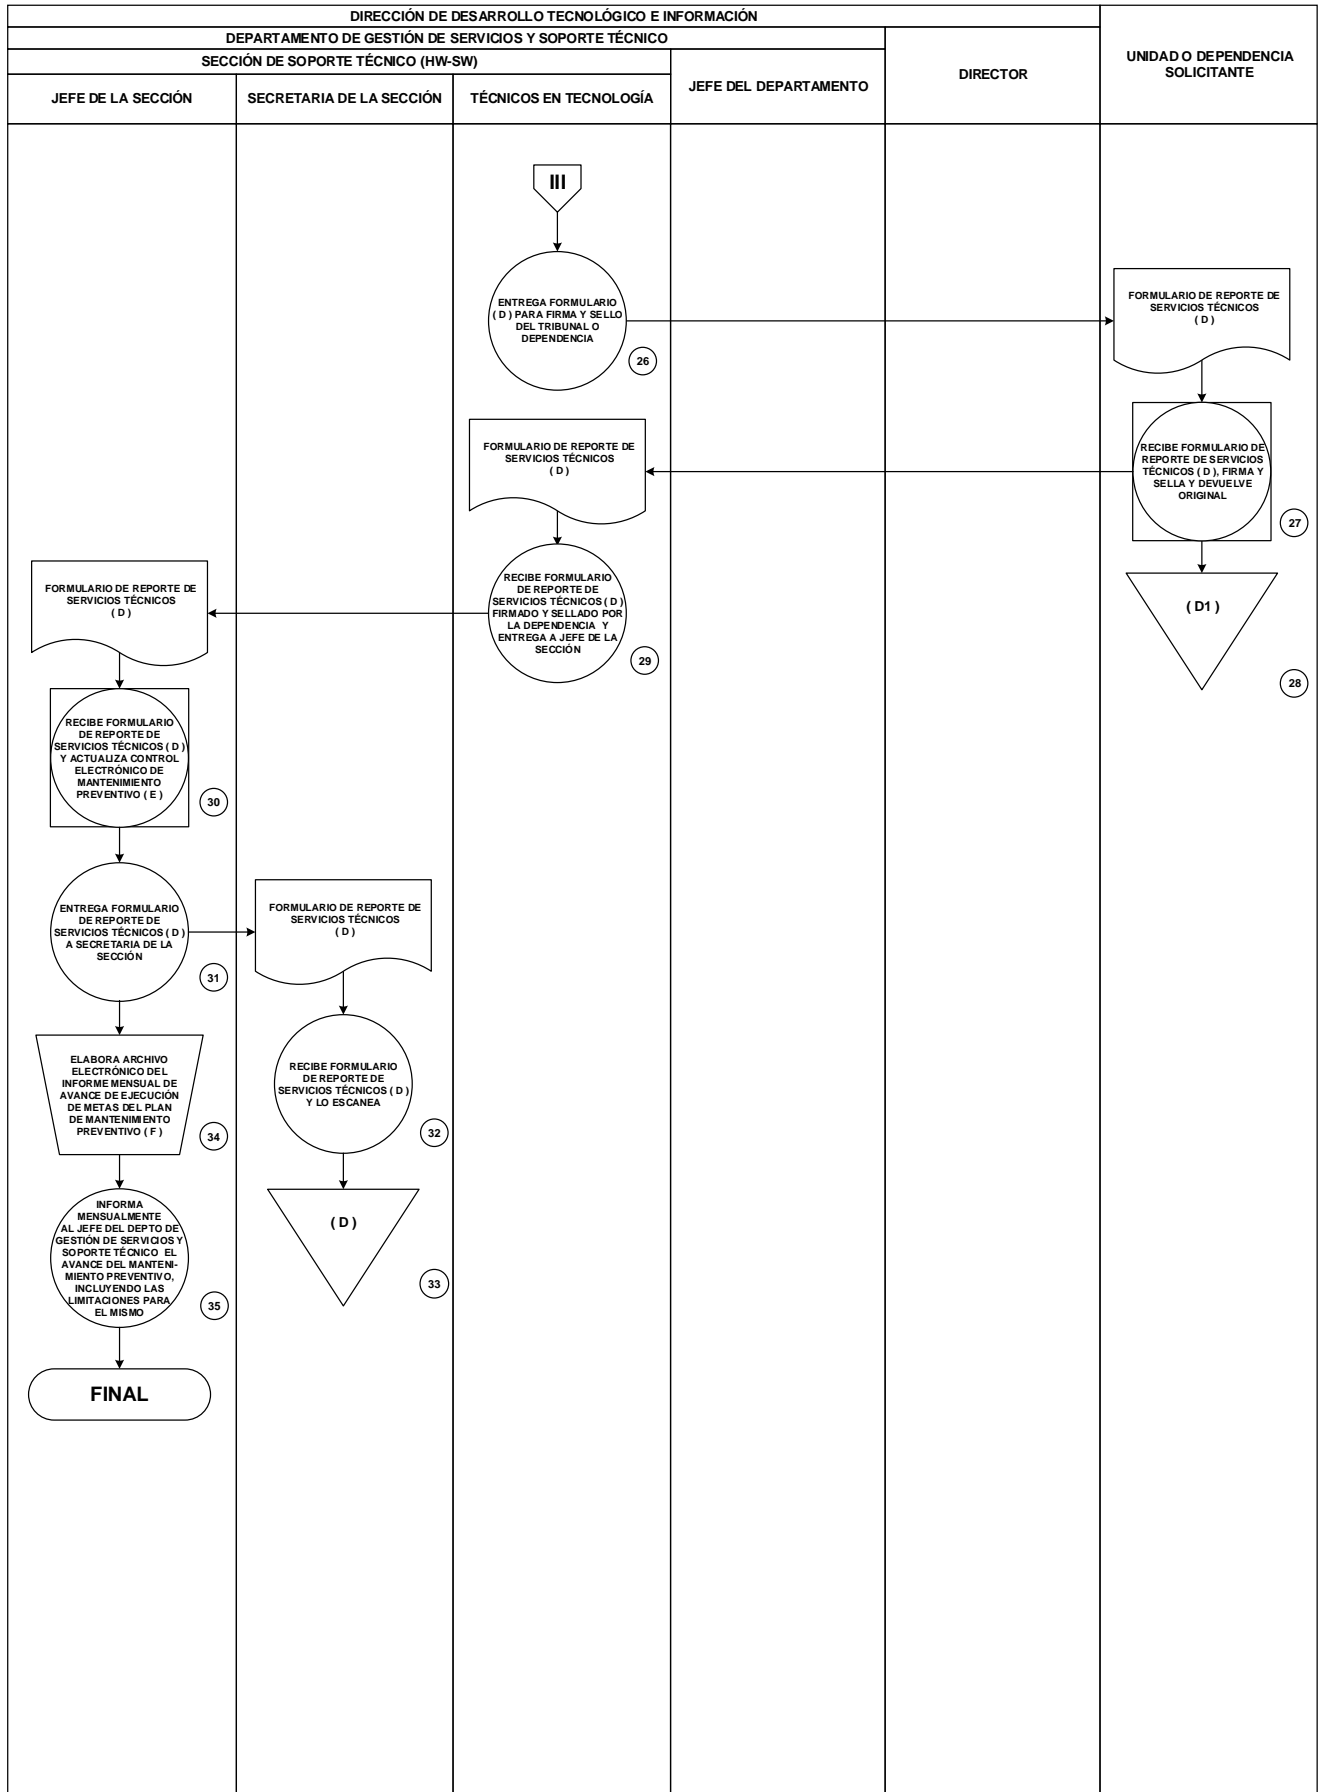 DIRECCIÓN DE DESARROLLO TECNOLÓGICO E INFORMACIÓN
DEPARTAMENTO DE GESTIÓN DE SERVICIOS Y SOPORTE TÉCNICO
SECCIÓN DE SOPORTE TÉCNICO (HW-SW)
JEFE DE LA SECCIÓN
SECRETARIA DE LA SECCIÓN
TÉCNICOS EN TECNOLOGÍA
JEFE DEL DEPARTAMENTO
DIRECTOR
UNIDAD O DEPENDENCIA
SOLICITANTE
III
ENTREGA FORMULARIO
( D ) PARA FIRMA Y SELLO
DEL TRIBUNAL O
DEPENDENCIA
26
FORMULARIO DE REPORTE DE
SERVICIOS TÉCNICOS
( D )
RECIBE FORMULARIO DE
REPORTE DE SERVICIOS
TÉCNICOS ( D ), FIRMA Y
SELLA Y DEVUELVE
ORIGINAL
27
( D1 )
28
FORMULARIO DE REPORTE DE
SERVICIOS TÉCNICOS
( D )
RECIBE FORMULARIO
DE REPORTE DE
SERVICIOS TÉCNICOS ( D )
FIRMADO Y SELLADO POR
LA DEPENDENCIA Y
ENTREGA A JEFE DE LA
SECCIÓN
29
FORMULARIO DE REPORTE DE
SERVICIOS TÉCNICOS
( D )
RECIBE FORMULARIO
DE REPORTE DE
SERVICIOS TÉCNICOS ( D )
Y ACTUALIZA CONTROL
ELECTRÓNICO DE
MANTENIMIENTO
PREVENTIVO ( E )
30
ENTREGA FORMULARIO
DE REPORTE DE
SERVICIOS TÉCNICOS ( D )
A SECRETARIA DE LA
SECCIÓN
31
FORMULARIO DE REPORTE DE
SERVICIOS TÉCNICOS
( D )
RECIBE FORMULARIO
DE REPORTE DE
SERVICIOS TÉCNICOS ( D )
Y LO ESCANEA
32
( D )
33
ELABORA ARCHIVO
ELECTRÓNICO DEL
INFORME MENSUAL DE
AVANCE DE EJECUCIÓN
DE METAS DEL PLAN
DE MANTENIMIENTO
PREVENTIVO ( F )
34
INFORMA
MENSUALMENTE
AL JEFE DEL DEPTO DE
GESTIÓN DE SERVICIOS Y
SOPORTE TÉCNICO EL
AVANCE DEL MANTENI-
MIENTO PREVENTIVO,
INCLUYENDO LAS
LIMITACIONES PARA
EL MISMO
35
FINAL